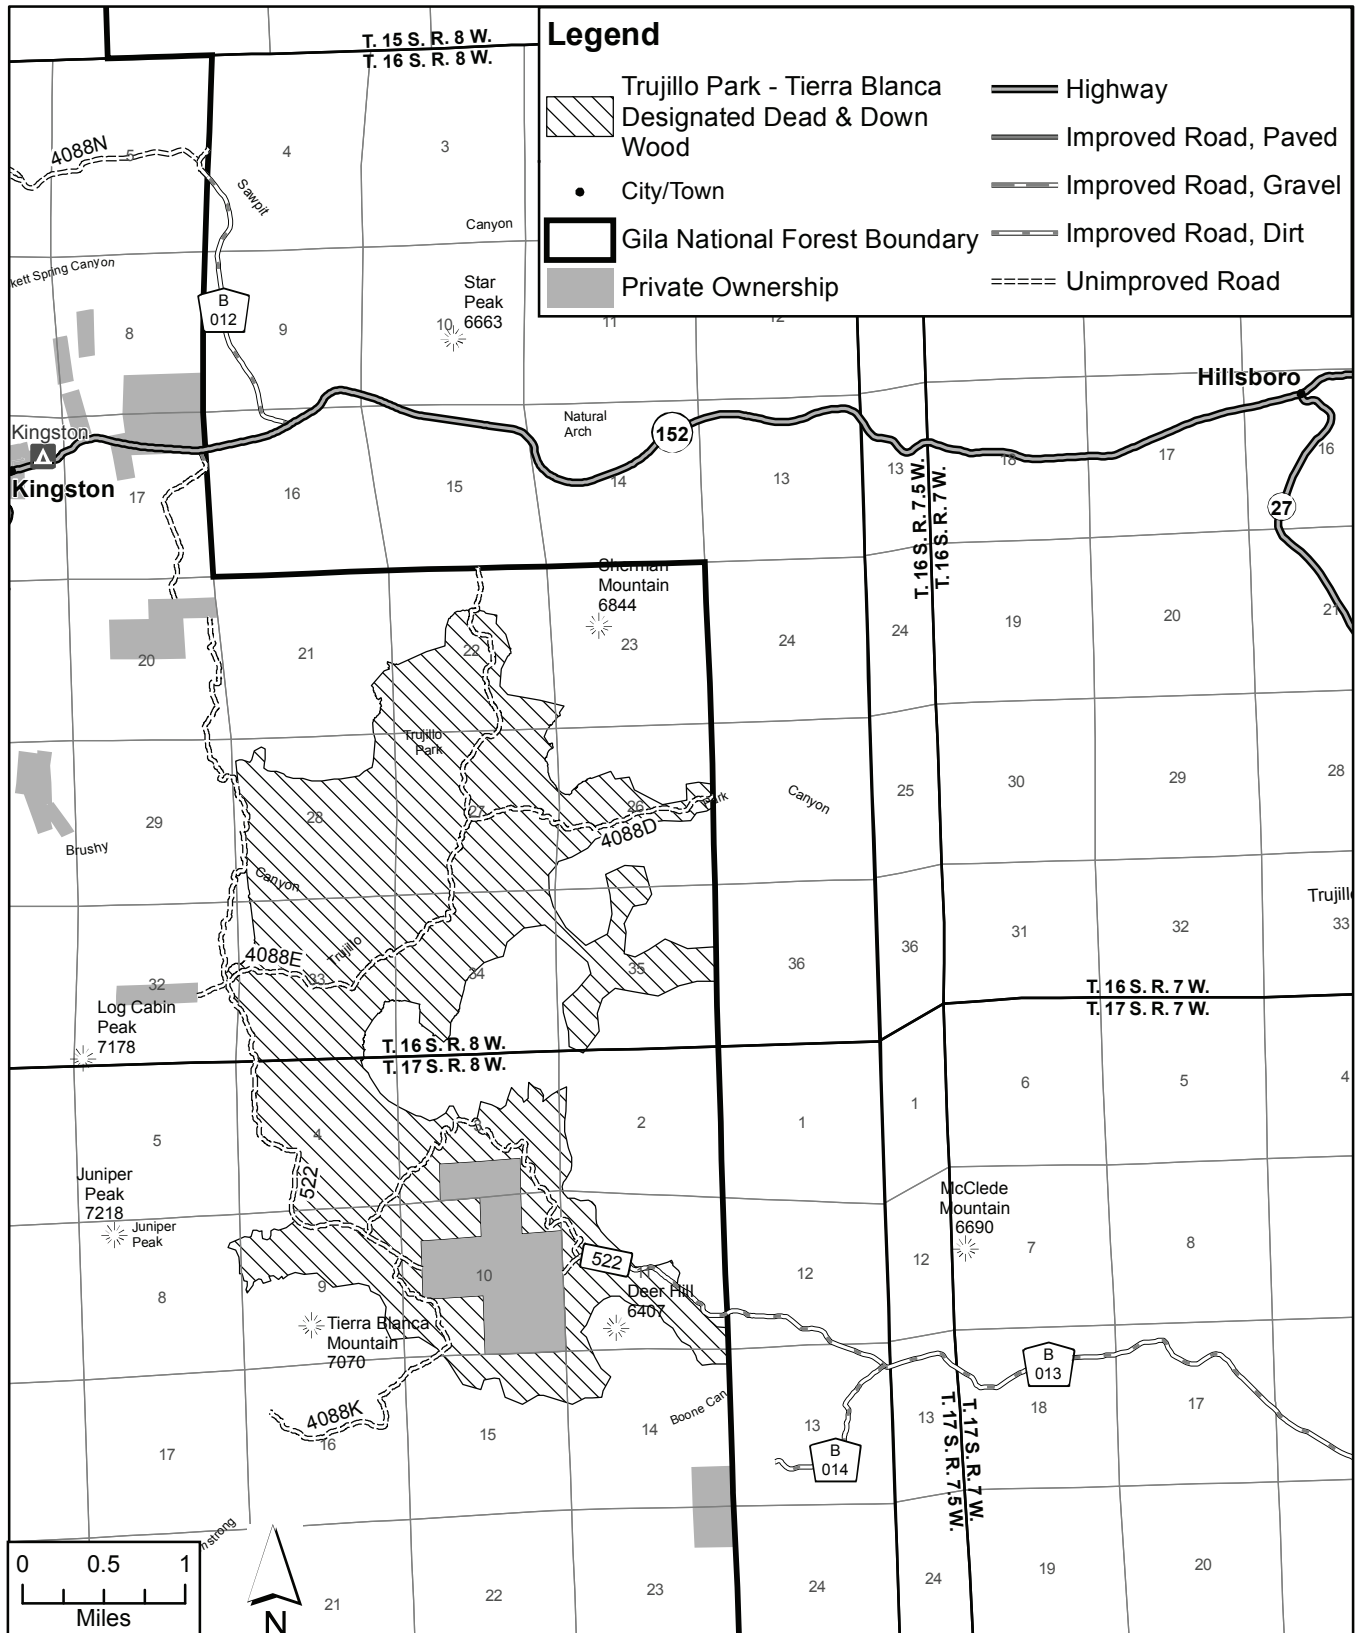 T. 15 S. R. 8 W.
T. 16 S. R. 8 W.
Legend
Trujillo Park - Tierra Blanca
Designated Dead & Down
Wood
City/Town
Gila National Forest Boundary
Private Ownership
Highway
Improved Road, Paved
Improved Road, Gravel
Improved Road, Dirt
Unimproved Road
4088N
5
4
3
Sawpit
Canyon
kett Spring Canyon
B
012
Star
Peak
6663
8
9
10
11
12
Hillsboro
Natural
Arch
152
Kingston
Kingston
17
16
15
14
13
13
18
17
16
27
T. 16 S. R. 7.5 W.
T. 16 S. R. 7 W.
Sherman
Mountain
6844
20
21
22
23
24
24
19
20
21
Trujillo
Park
29
28
27
26
Park
Canyon
25
30
29
28
4088D
Brushy
Canyon
Trujillo
4088E
32
33
34
35
36
36
31
32
Trujill
33
Log Cabin
Peak
7178
T. 16 S. R. 7 W.
T. 17 S. R. 7 W.
T. 16 S. R. 8 W.
T. 17 S. R. 8 W.
5
4
3
2
1
1
6
5
4
522
Juniper
Peak
7218
Juniper
Peak
McClede
Mountain
6690
8
9
10
522
11
12
12
7
8
Deer Hill
6407
Tierra Blanca
Mountain
7070
B
013
4088K
17
16
15
14
Boone Can
13
13
18
17
B
014
T. 17 S. R. 7.5 W.
T. 17 S. R. 7 W.
mstrong
21
22
23
24
24
19
20
0 0.5 1
Miles
N